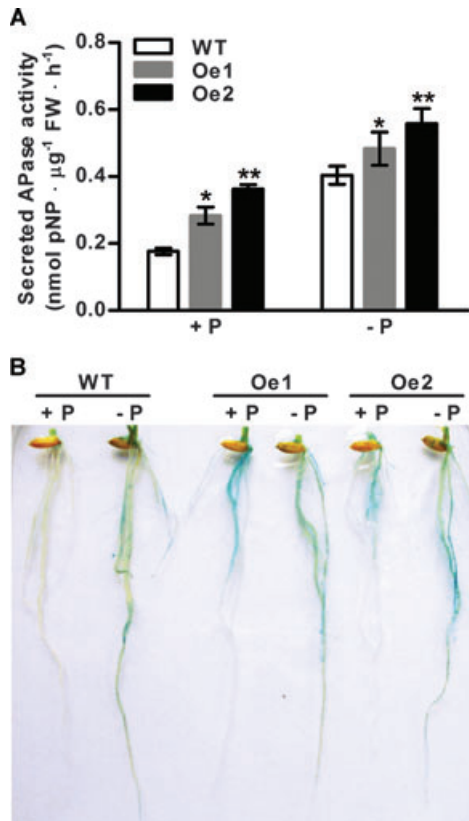 A
WT
Oe1
Oe2
Secreted APase activity
(nmol pNP · µg⁻¹ FW · h⁻¹)
0.8
0.6
0.4
0.2
0.0
*
**
*
**
+ P
- P
B
WT
Oe1
Oe2
+ P
- P
+ P
- P
+ P
- P